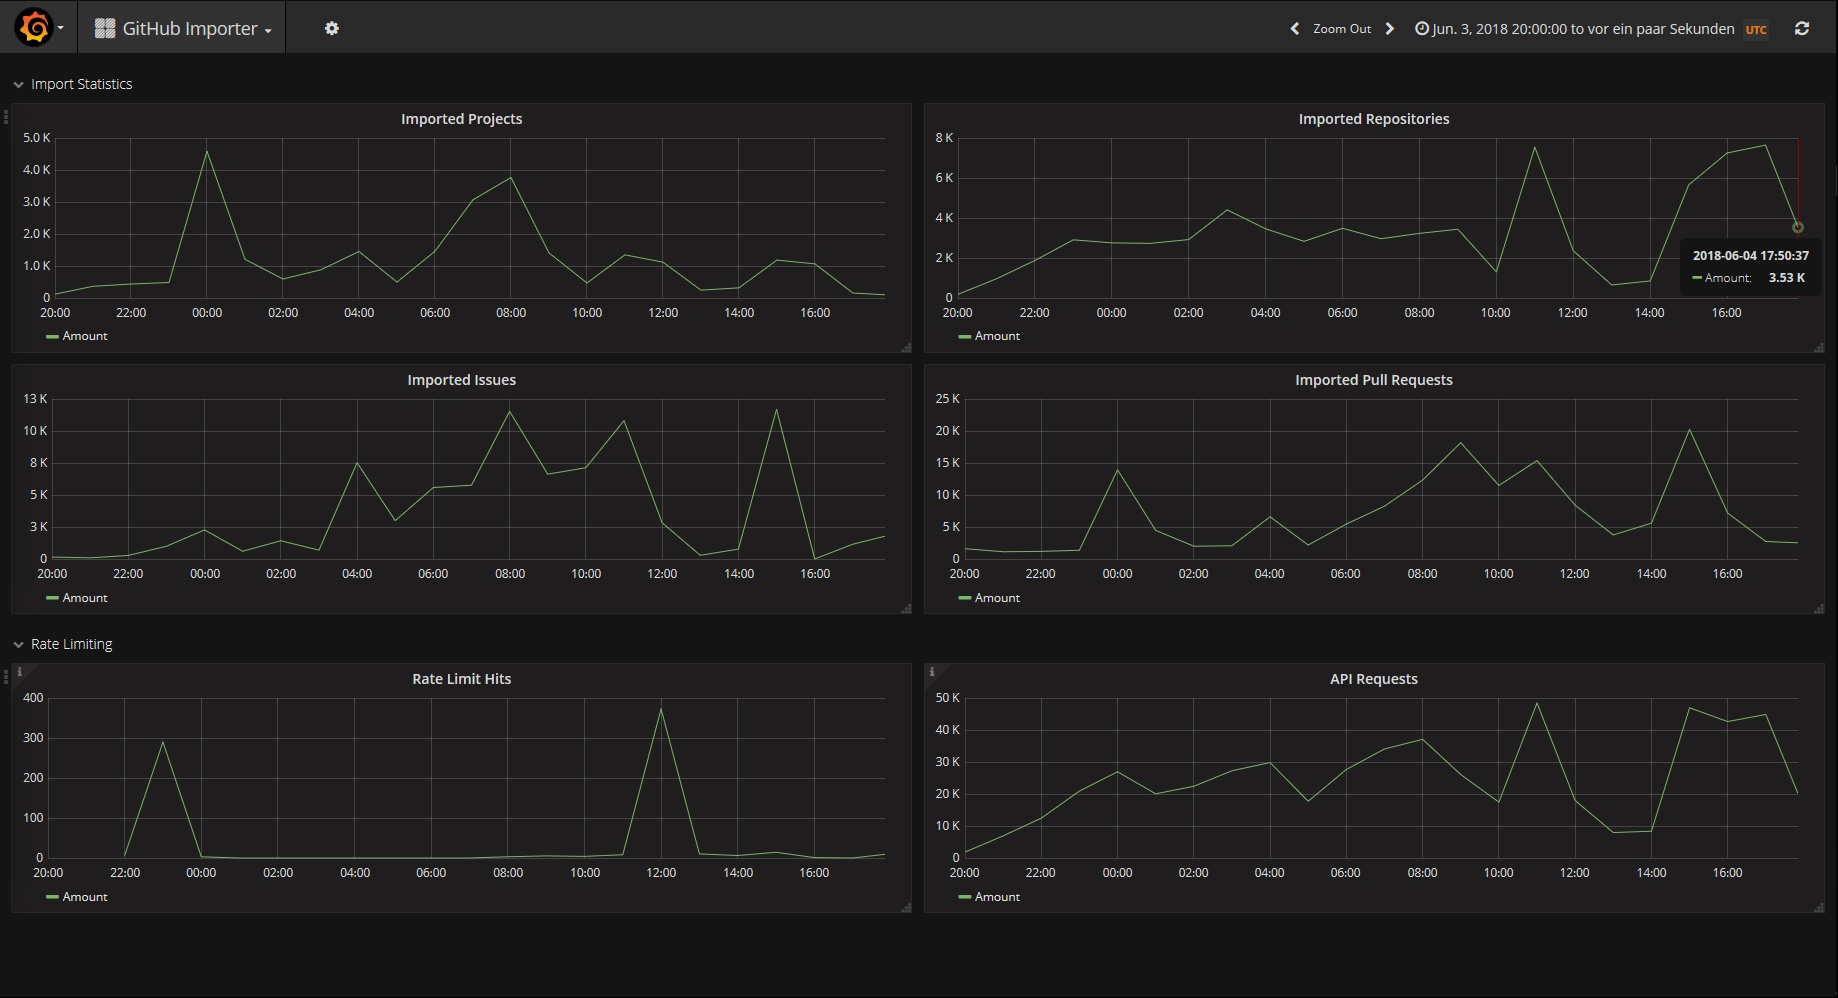 GitHub Importer
Zoom Out
Jun. 3, 2018 20:00:00 to vor ein paar Sekunden UTC
Import Statistics
Imported Projects
5.0 K
4.0 K
3.0 K
2.0 K
1.0 K
0
20:00 22:00 00:00 02:00 04:00 06:00 08:00 10:00 12:00 14:00 16:00
Amount
Imported Repositories
8 K
6 K
4 K
2 K
0
20:00 22:00 00:00 02:00 04:00 06:00 08:00 10:00 12:00 14:00 16:00
Amount
2018-06-04 17:50:37
Amount: 3.53 K
Imported Issues
13 K
10 K
8 K
5 K
3 K
0
20:00 22:00 00:00 02:00 04:00 06:00 08:00 10:00 12:00 14:00 16:00
Amount
Imported Pull Requests
25 K
20 K
15 K
10 K
5 K
0
20:00 22:00 00:00 02:00 04:00 06:00 08:00 10:00 12:00 14:00 16:00
Amount
Rate Limiting
i
Rate Limit Hits
400
300
200
100
0
20:00 22:00 00:00 02:00 04:00 06:00 08:00 10:00 12:00 14:00 16:00
Amount
i
API Requests
50 K
40 K
30 K
20 K
10 K
0
20:00 22:00 00:00 02:00 04:00 06:00 08:00 10:00 12:00 14:00 16:00
Amount